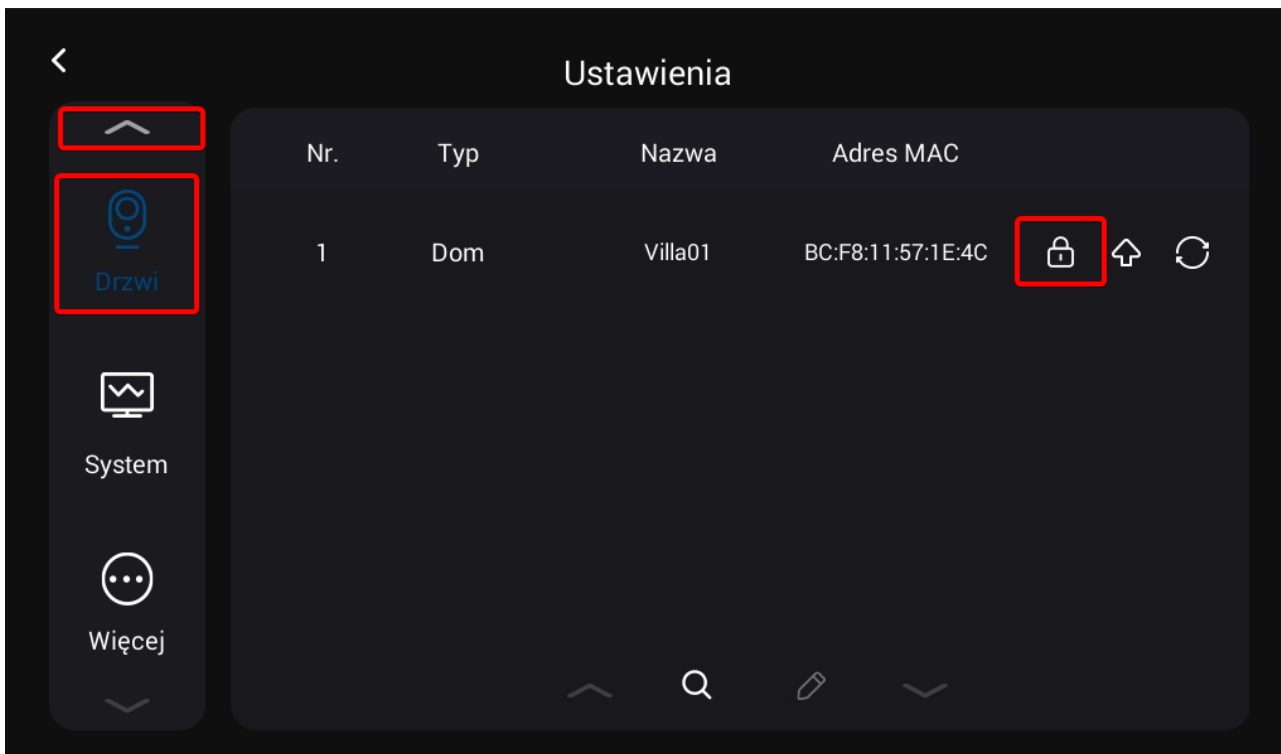 Ustawienia
Nr. Typ Nazwa Adres MAC
1 Dom Villa01 BC:F8:11:57:1E:4C
Drzwi
System
Więcej